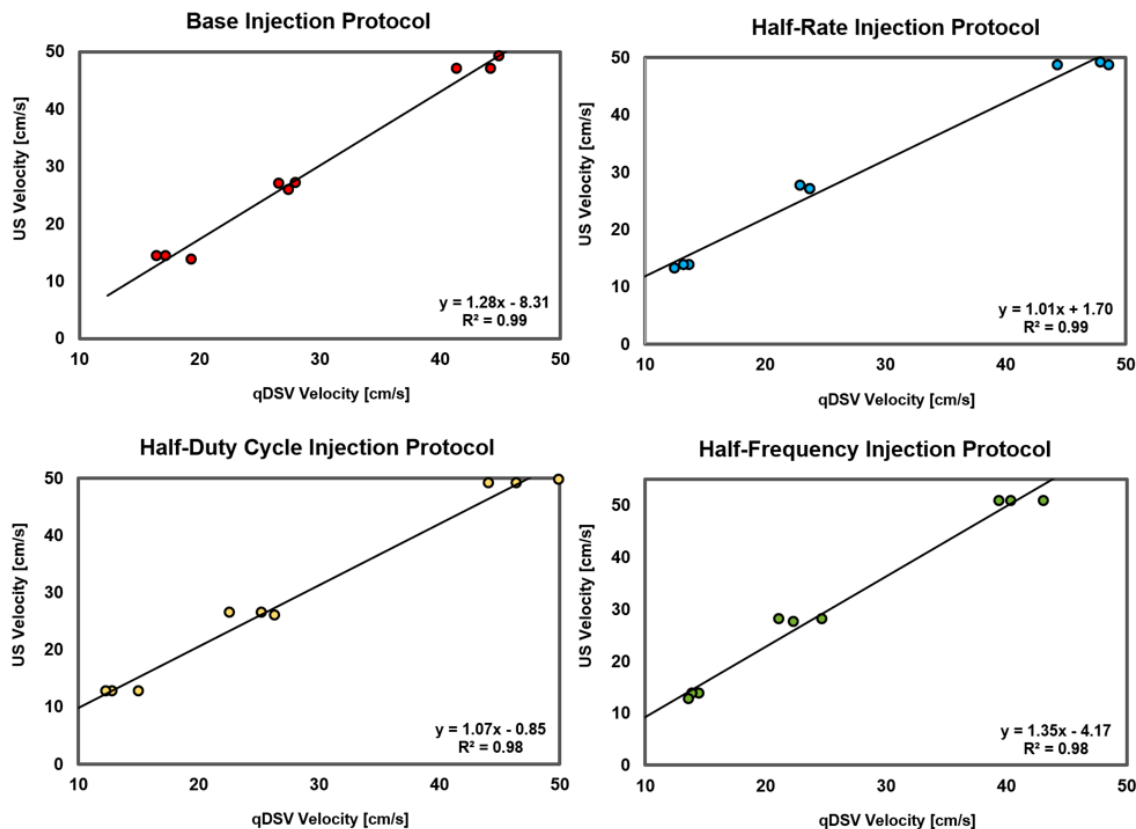 Base Injection Protocol
US Velocity [cm/s]
50
40
30
20
10
0
y = 1.28x - 8.31
R² = 0.99
10 20 30 40 50
qDSV Velocity [cm/s]
Half-Rate Injection Protocol
US Velocity [cm/s]
50
40
30
20
10
0
y = 1.01x + 1.70
R² = 0.99
10 20 30 40 50
qDSV Velocity [cm/s]
Half-Duty Cycle Injection Protocol
US Velocity [cm/s]
50
40
30
20
10
0
y = 1.07x - 0.85
R² = 0.98
10 20 30 40 50
qDSV Velocity [cm/s]
Half-Frequency Injection Protocol
US Velocity [cm/s]
50
40
30
20
10
0
y = 1.35x - 4.17
R² = 0.98
10 20 30 40 50
qDSV Velocity [cm/s]